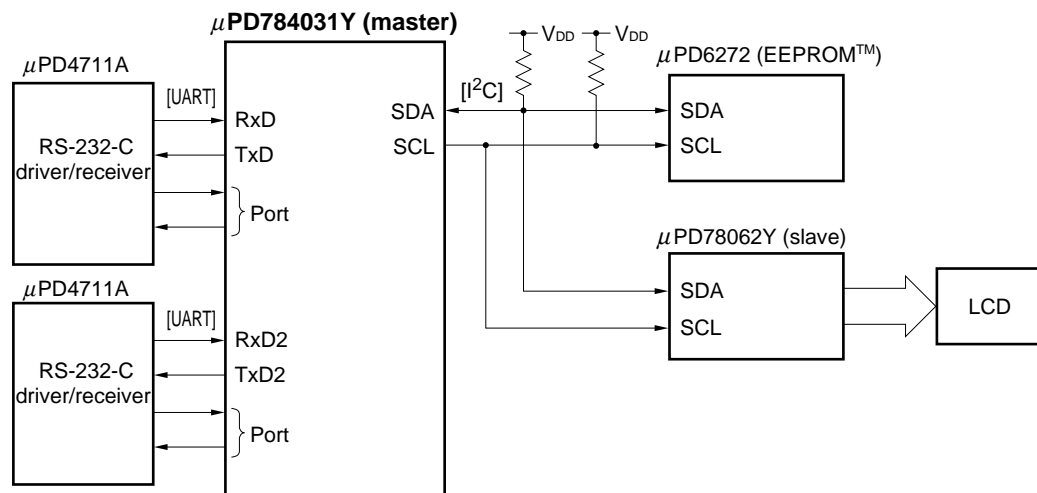 μPD784031Y (master)
μPD4711A
[UART]
RS-232-C
driver/receiver
RxD
TxD
Port
SDA
SCL
[I²C]
VDD
VDD
μPD6272 (EEPROM™)
SDA
SCL
μPD78062Y (slave)
SDA
SCL
LCD
μPD4711A
[UART]
RS-232-C
driver/receiver
RxD2
TxD2
Port